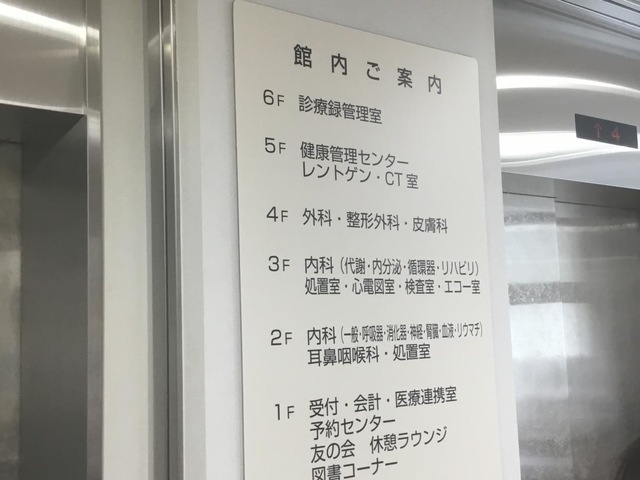 館内ご案内
6F 診療録管理室
5F 健康管理センター
レントゲン・CT室
4F 外科・整形外科・皮膚科
3F 内科（代謝・内分泌・循環器・リハビリ）
処置室・心電図室・検査室・エコー室
2F 内科（一般・呼吸器・消化器・神経・腎臓・血液・リウマチ）
耳鼻咽喉科・処置室
1F 受付・会計・医療連携室
予約センター
友の会 休憩ラウンジ
図書コーナー
↑4